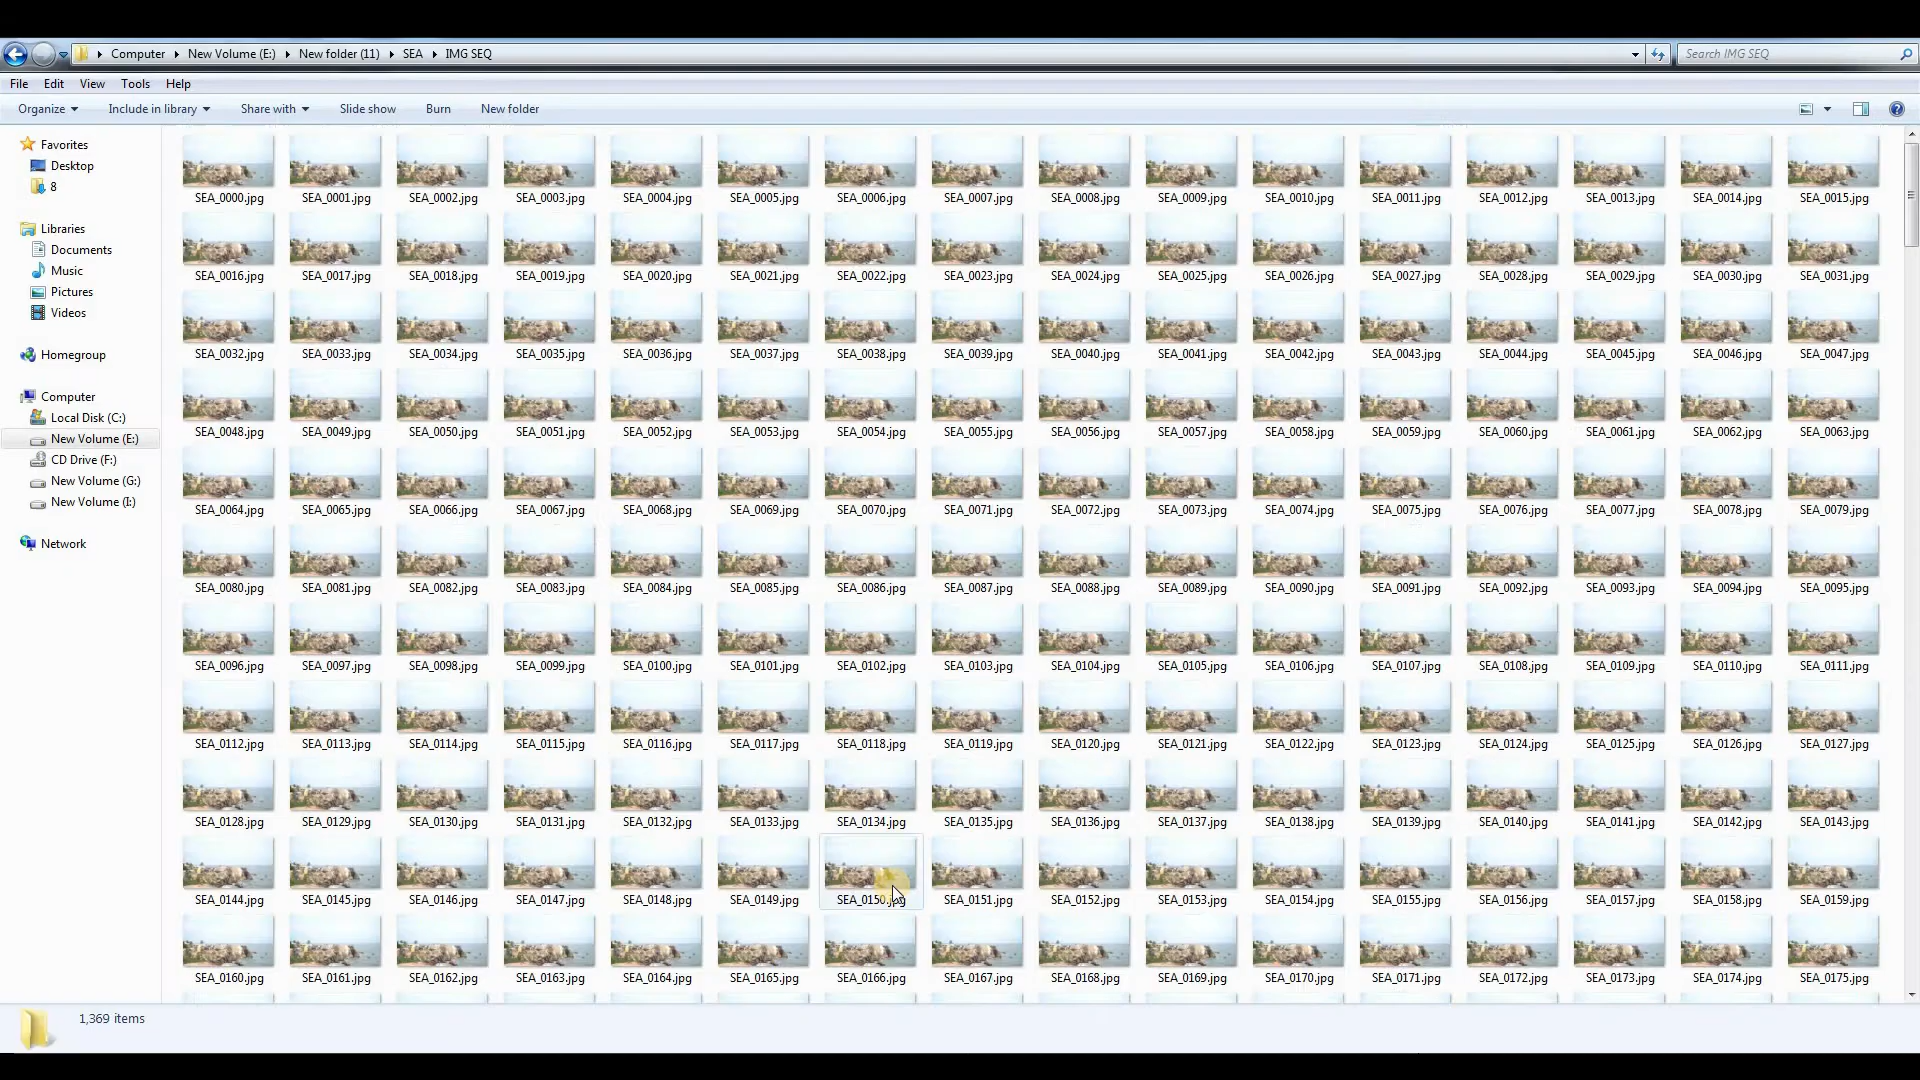 Computer New Volume (E:) New folder (11) SEA IMG SEQ Search IMG SEQ
File Edit View Tools Help
Organize Include in library Share with Slide show Burn New folder
Favorites
Desktop
8
Libraries
Documents
Music
Pictures
Videos
Homegroup
Computer
Local Disk (C:)
New Volume (E:)
CD Drive (F:)
New Volume (G:)
New Volume (I:)
Network
SEA_0000.jpg SEA_0001.jpg SEA_0002.jpg SEA_0003.jpg SEA_0004.jpg SEA_0005.jpg SEA_0006.jpg SEA_0007.jpg SEA_0008.jpg SEA_0009.jpg SEA_0010.jpg SEA_0011.jpg SEA_0012.jpg SEA_0013.jpg SEA_0014.jpg SEA_0015.jpg
SEA_0016.jpg SEA_0017.jpg SEA_0018.jpg SEA_0019.jpg SEA_0020.jpg SEA_0021.jpg SEA_0022.jpg SEA_0023.jpg SEA_0024.jpg SEA_0025.jpg SEA_0026.jpg SEA_0027.jpg SEA_0028.jpg SEA_0029.jpg SEA_0030.jpg SEA_0031.jpg
SEA_0032.jpg SEA_0033.jpg SEA_0034.jpg SEA_0035.jpg SEA_0036.jpg SEA_0037.jpg SEA_0038.jpg SEA_0039.jpg SEA_0040.jpg SEA_0041.jpg SEA_0042.jpg SEA_0043.jpg SEA_0044.jpg SEA_0045.jpg SEA_0046.jpg SEA_0047.jpg
SEA_0048.jpg SEA_0049.jpg SEA_0050.jpg SEA_0051.jpg SEA_0052.jpg SEA_0053.jpg SEA_0054.jpg SEA_0055.jpg SEA_0056.jpg SEA_0057.jpg SEA_0058.jpg SEA_0059.jpg SEA_0060.jpg SEA_0061.jpg SEA_0062.jpg SEA_0063.jpg
SEA_0064.jpg SEA_0065.jpg SEA_0066.jpg SEA_0067.jpg SEA_0068.jpg SEA_0069.jpg SEA_0070.jpg SEA_0071.jpg SEA_0072.jpg SEA_0073.jpg SEA_0074.jpg SEA_0075.jpg SEA_0076.jpg SEA_0077.jpg SEA_0078.jpg SEA_0079.jpg
SEA_0080.jpg SEA_0081.jpg SEA_0082.jpg SEA_0083.jpg SEA_0084.jpg SEA_0085.jpg SEA_0086.jpg SEA_0087.jpg SEA_0088.jpg SEA_0089.jpg SEA_0090.jpg SEA_0091.jpg SEA_0092.jpg SEA_0093.jpg SEA_0094.jpg SEA_0095.jpg
SEA_0096.jpg SEA_0097.jpg SEA_0098.jpg SEA_0099.jpg SEA_0100.jpg SEA_0101.jpg SEA_0102.jpg SEA_0103.jpg SEA_0104.jpg SEA_0105.jpg SEA_0106.jpg SEA_0107.jpg SEA_0108.jpg SEA_0109.jpg SEA_0110.jpg SEA_0111.jpg
SEA_0112.jpg SEA_0113.jpg SEA_0114.jpg SEA_0115.jpg SEA_0116.jpg SEA_0117.jpg SEA_0118.jpg SEA_0119.jpg SEA_0120.jpg SEA_0121.jpg SEA_0122.jpg SEA_0123.jpg SEA_0124.jpg SEA_0125.jpg SEA_0126.jpg SEA_0127.jpg
SEA_0128.jpg SEA_0129.jpg SEA_0130.jpg SEA_0131.jpg SEA_0132.jpg SEA_0133.jpg SEA_0134.jpg SEA_0135.jpg SEA_0136.jpg SEA_0137.jpg SEA_0138.jpg SEA_0139.jpg SEA_0140.jpg SEA_0141.jpg SEA_0142.jpg SEA_0143.jpg
SEA_0144.jpg SEA_0145.jpg SEA_0146.jpg SEA_0147.jpg SEA_0148.jpg SEA_0149.jpg SEA_0150.jpg SEA_0151.jpg SEA_0152.jpg SEA_0153.jpg SEA_0154.jpg SEA_0155.jpg SEA_0156.jpg SEA_0157.jpg SEA_0158.jpg SEA_0159.jpg
SEA_0160.jpg SEA_0161.jpg SEA_0162.jpg SEA_0163.jpg SEA_0164.jpg SEA_0165.jpg SEA_0166.jpg SEA_0167.jpg SEA_0168.jpg SEA_0169.jpg SEA_0170.jpg SEA_0171.jpg SEA_0172.jpg SEA_0173.jpg SEA_0174.jpg SEA_0175.jpg
1,369 items